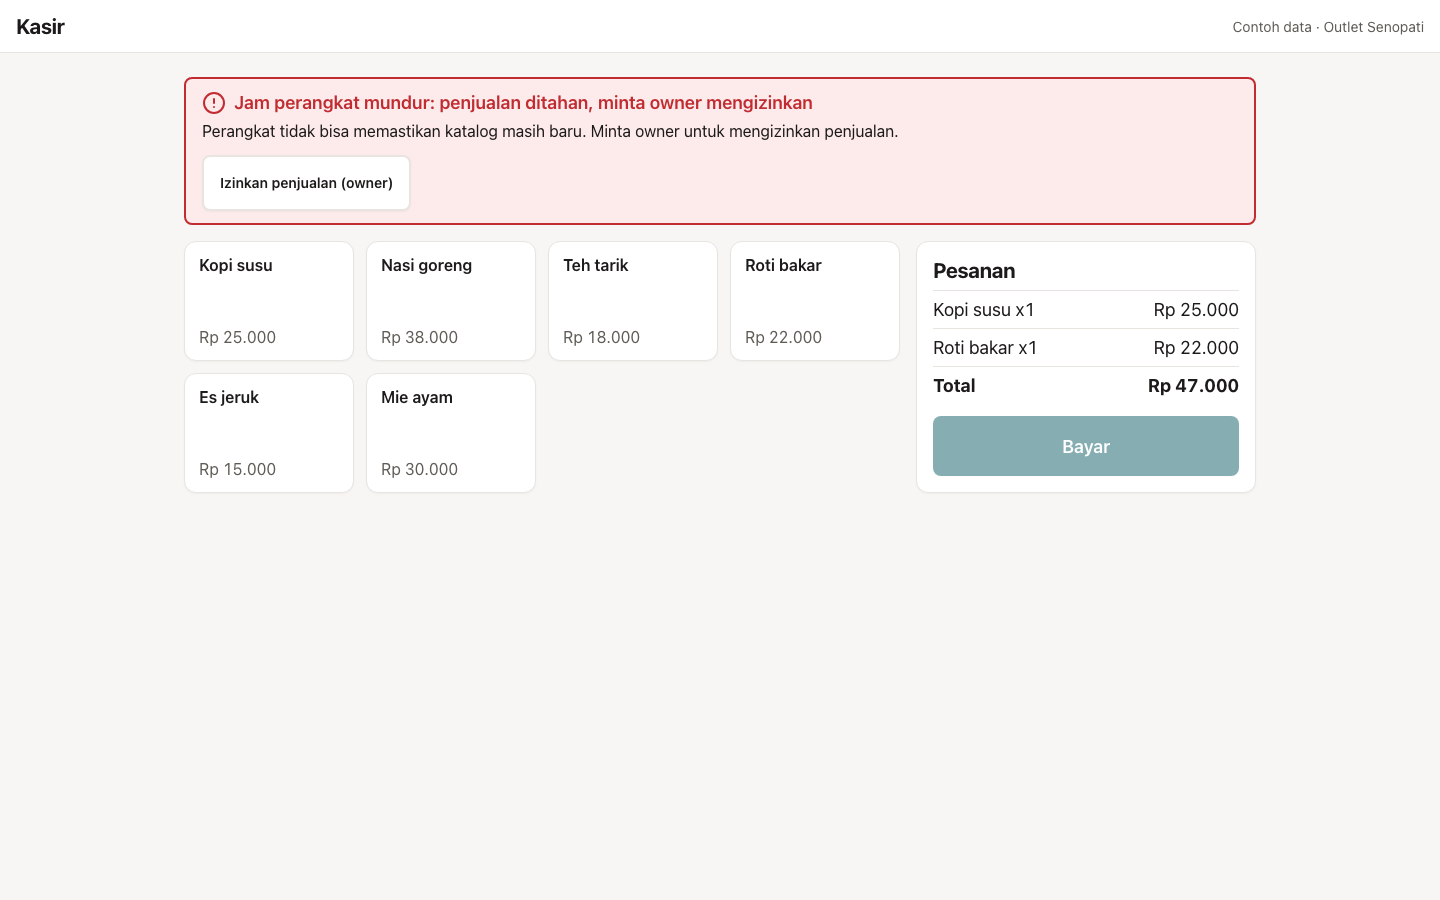 Kasir
Contoh data · Outlet Senopati
Jam perangkat mundur: penjualan ditahan, minta owner mengizinkan
Perangkat tidak bisa memastikan katalog masih baru. Minta owner untuk mengizinkan penjualan.
Izinkan penjualan (owner)
Kopi susu
Rp 25.000
Nasi goreng
Rp 38.000
Teh tarik
Rp 18.000
Roti bakar
Rp 22.000
Es jeruk
Rp 15.000
Mie ayam
Rp 30.000
Pesanan
Kopi susu x1 Rp 25.000
Roti bakar x1 Rp 22.000
Total Rp 47.000
Bayar